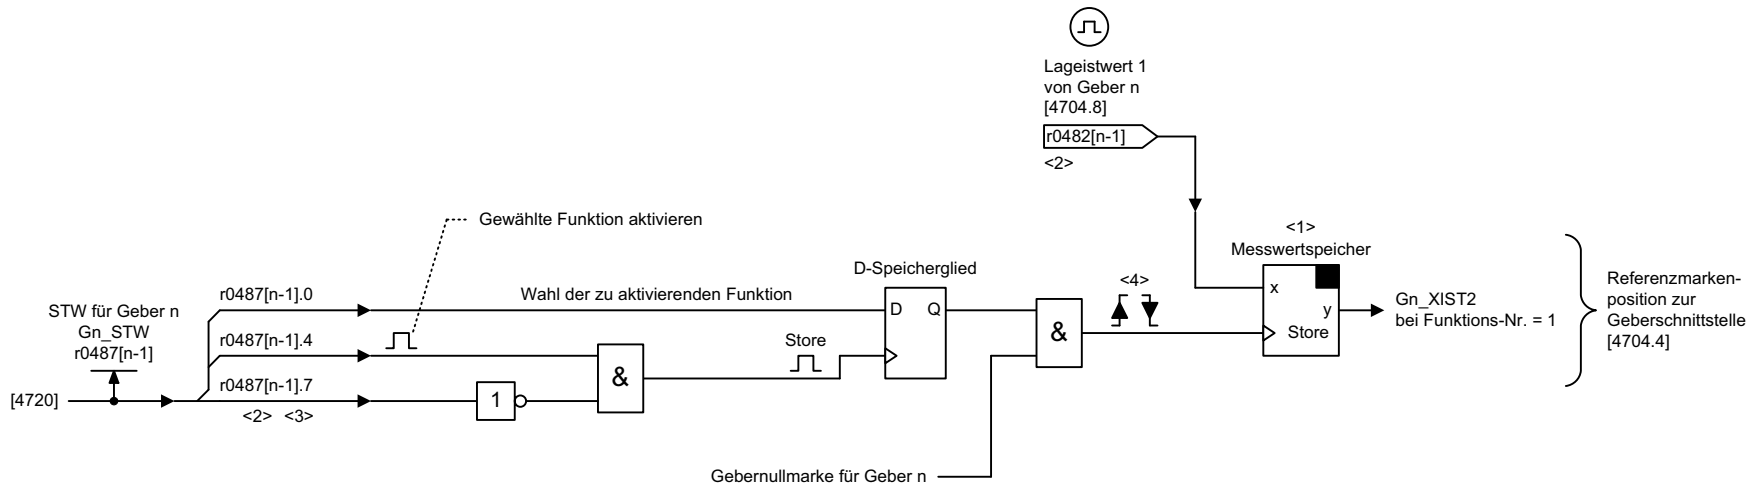 Lageistwert 1
von Geber n
[4704.8]
r0482[n-1]
<2>
Gewählte Funktion aktivieren
<1>
Messwertspeicher
x
y
Store
D-Speicherglied
D
Q
<4>
STW für Geber n
Gn_STW
r0487[n-1]
[4720]
r0487[n-1].0
Wahl der zu aktivierenden Funktion
r0487[n-1].4
Store
r0487[n-1].7
<2> <3>
1
&
&
Gebernullmarke für Geber n
Gn_XIST2
bei Funktions-Nr. = 1
Referenzmarken-
position zur
Geberschnittstelle
[4704.4]